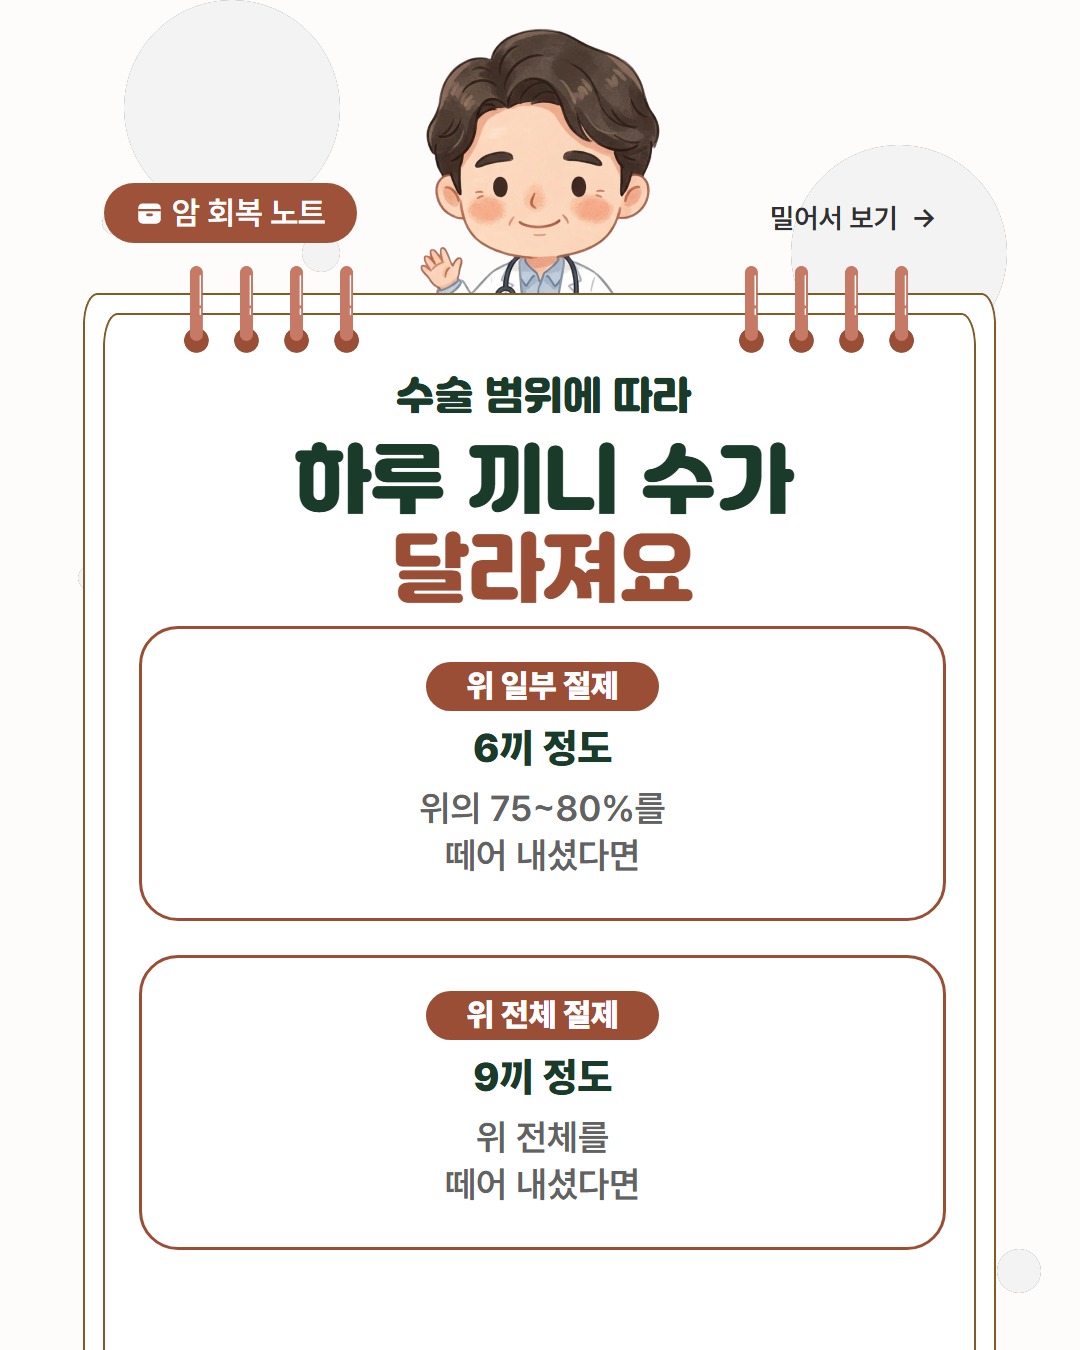 암 회복 노트
밀어서 보기 →
수술 범위에 따라
하루 끼니 수가
달라져요
위 일부 절제
6끼 정도
위의 75~80%를
떼어 내셨다면
위 전체 절제
9끼 정도
위 전체를
떼어 내셨다면